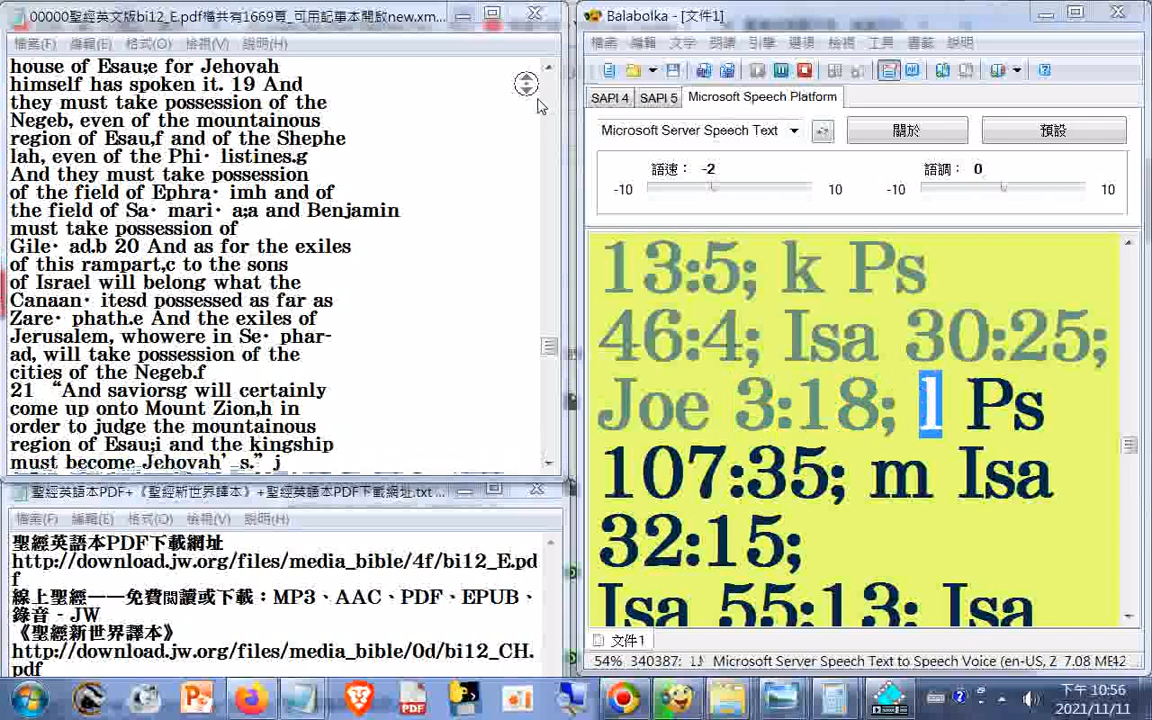 00000聖經英文版bi12_E.pdf檔共有1669頁_可用記事本開啟new.xm...
檔案(F) 編輯(E) 格式(O) 檢視(V) 說明(H)
house of Esau;e for Jehovah
himself has spoken it. 19 And
they must take possession of the
Negeb, even of the mountainous
region of Esau,f and of the Shephe
lah, even of the Phi· listines.g
And they must take possession
of the field of Ephra· imh and of
the field of Sa· mari· a;a and Benjamin
must take possession of
Gile· ad.b 20 And as for the exiles
of this rampart,c to the sons
of Israel will belong what the
Canaan· itesd possessed as far as
Zare· phath.e And the exiles of
Jerusalem, whowere in Se· phar-
ad, will take possession of the
cities of the Negeb.f
21 “And saviorsg will certainly
come up onto Mount Zion,h in
order to judge the mountainous
region of Esau;i and the kingship
must become Jehovah’ s.” j
聖經英語本PDF+《聖經新世界譯本》+聖經英語本PDF下載網址.txt ...
檔案(F) 編輯(E) 格式(O) 檢視(V) 說明(H)
聖經英語本PDF下載網址
http://download.jw.org/files/media_bible/4f/bi12_E.pd
f
線上聖經——免費閱讀或下載：MP3、AAC、PDF、EPUB、
錄音 - JW
《聖經新世界譯本》
http://download.jw.org/files/media_bible/0d/bi12_CH.
pdf
Balabolka - [文件1]
檔案 編輯 文字 朗讀 引擎 選項 檢視 工具 書籤 說明
SAPI 4 SAPI 5 Microsoft Speech Platform
Microsoft Server Speech Text 關於 預設
語速： -2 語調： 0
-10 10 -10 10
13:5; k Ps
46:4; Isa 30:25;
Joe 3:18; l Ps
107:35; m Isa
32:15;
Isa 55:13; Isa
文件1
54% 340387: 1 Microsoft Server Speech Text to Speech Voice (en-US, Z 7.08 ME42
PDF
下午 10:56
2021/11/11